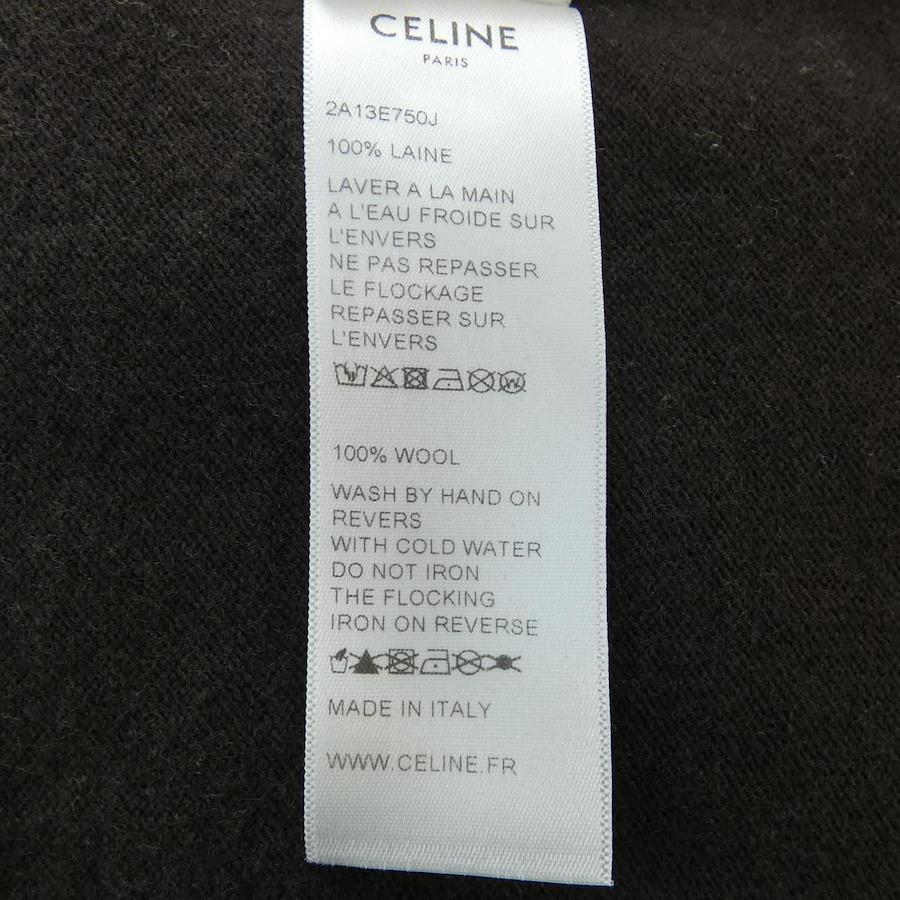 CELINE
PARIS
2A13E750J
100% LAINE
LAVER A LA MAIN
A L'EAU FROIDE SUR
L'ENVERS
NE PAS REPASSER
LE FLOCKAGE
REPASSER SUR
L'ENVERS
100% WOOL
WASH BY HAND ON
REVERS
WITH COLD WATER
DO NOT IRON
THE FLOCKING
IRON ON REVERSE
MADE IN ITALY
WWW.CELINE.FR